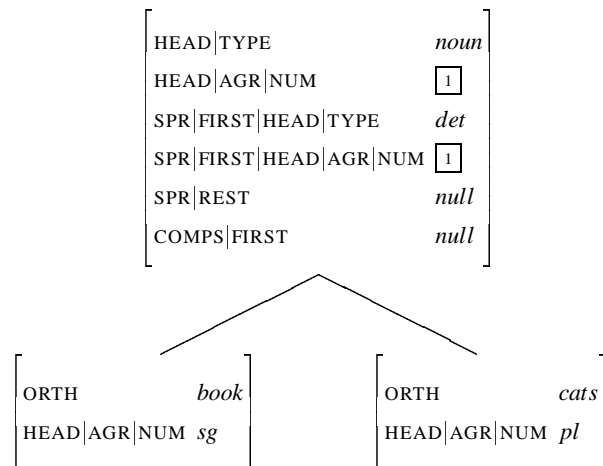 HEAD|TYPE noun
HEAD|AGR|NUM 1
SPR|FIRST|HEAD|TYPE det
SPR|FIRST|HEAD|AGR|NUM 1
SPR|REST null
COMPS|FIRST null
ORTH book
HEAD|AGR|NUM sg
ORTH cats
HEAD|AGR|NUM pl